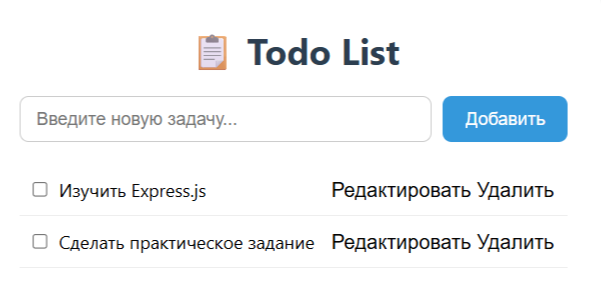 Todo List
Введите новую задачу...
Добавить
Изучить Express.js Редактировать Удалить
Сделать практическое задание Редактировать Удалить